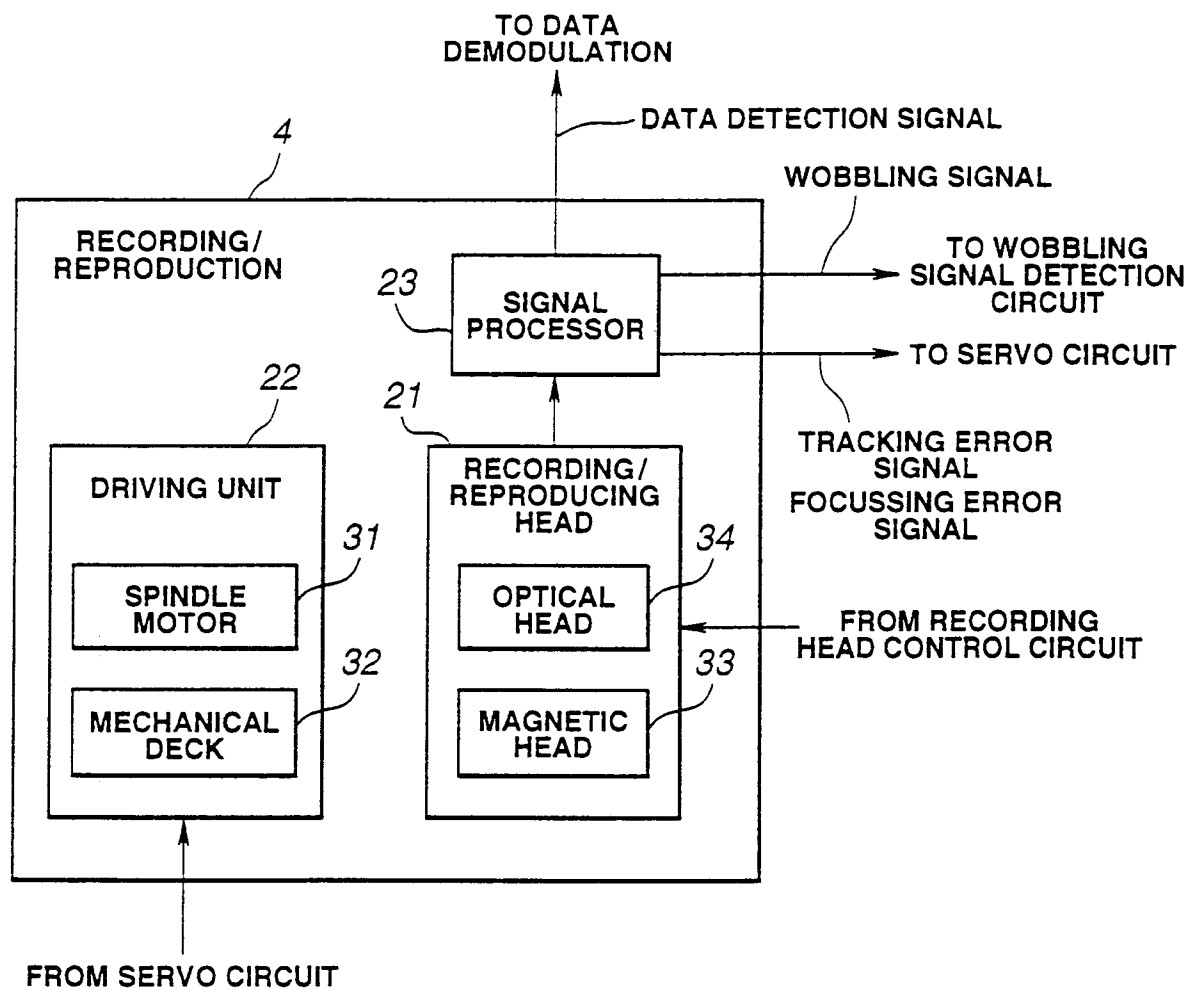 TO DATA
DEMODULATION
DATA DETECTION SIGNAL
4
WOBBLING SIGNAL
RECORDING/
REPRODUCTION
TO WOBBLING
SIGNAL DETECTION
CIRCUIT
23
SIGNAL
PROCESSOR
TO SERVO CIRCUIT
22
21
TRACKING ERROR
SIGNAL
FOCUSSING ERROR
SIGNAL
DRIVING UNIT
RECORDING/
REPRODUCING
HEAD
31
34
SPINDLE
MOTOR
OPTICAL
HEAD
FROM RECORDING
HEAD CONTROL CIRCUIT
32
33
MECHANICAL
DECK
MAGNETIC
HEAD
FROM SERVO CIRCUIT